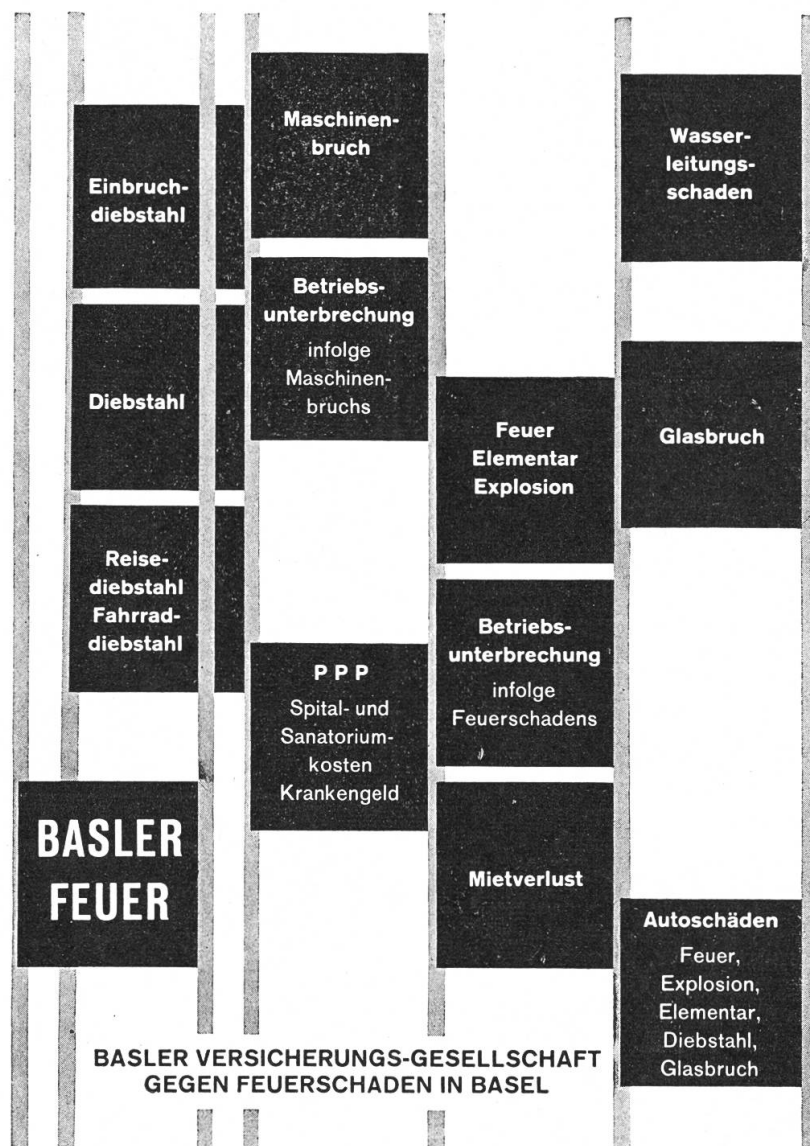 Maschinen-
bruch
Wasser-
leitungs-
schaden
Einbruch-
diebstahl
Betriebs-
unterbrechung
infolge
Maschinen-
bruchs
Diebstahl
Feuer
Elementar
Explosion
Glasbruch
Reise-
diebstahl
Fahrrad-
diebstahl
Betriebs-
unterbrechung
infolge
Feuerschadens
P P P
Spital- und
Sanatorium-
kosten
Krankengeld
BASLER
FEUER
Mietverlust
Autoschäden
Feuer,
Explosion,
Elementar,
Diebstahl,
Glasbruch
BASLER VERSICHERUNGS-GESELLSCHAFT
GEGEN FEUERSCHADEN IN BASEL